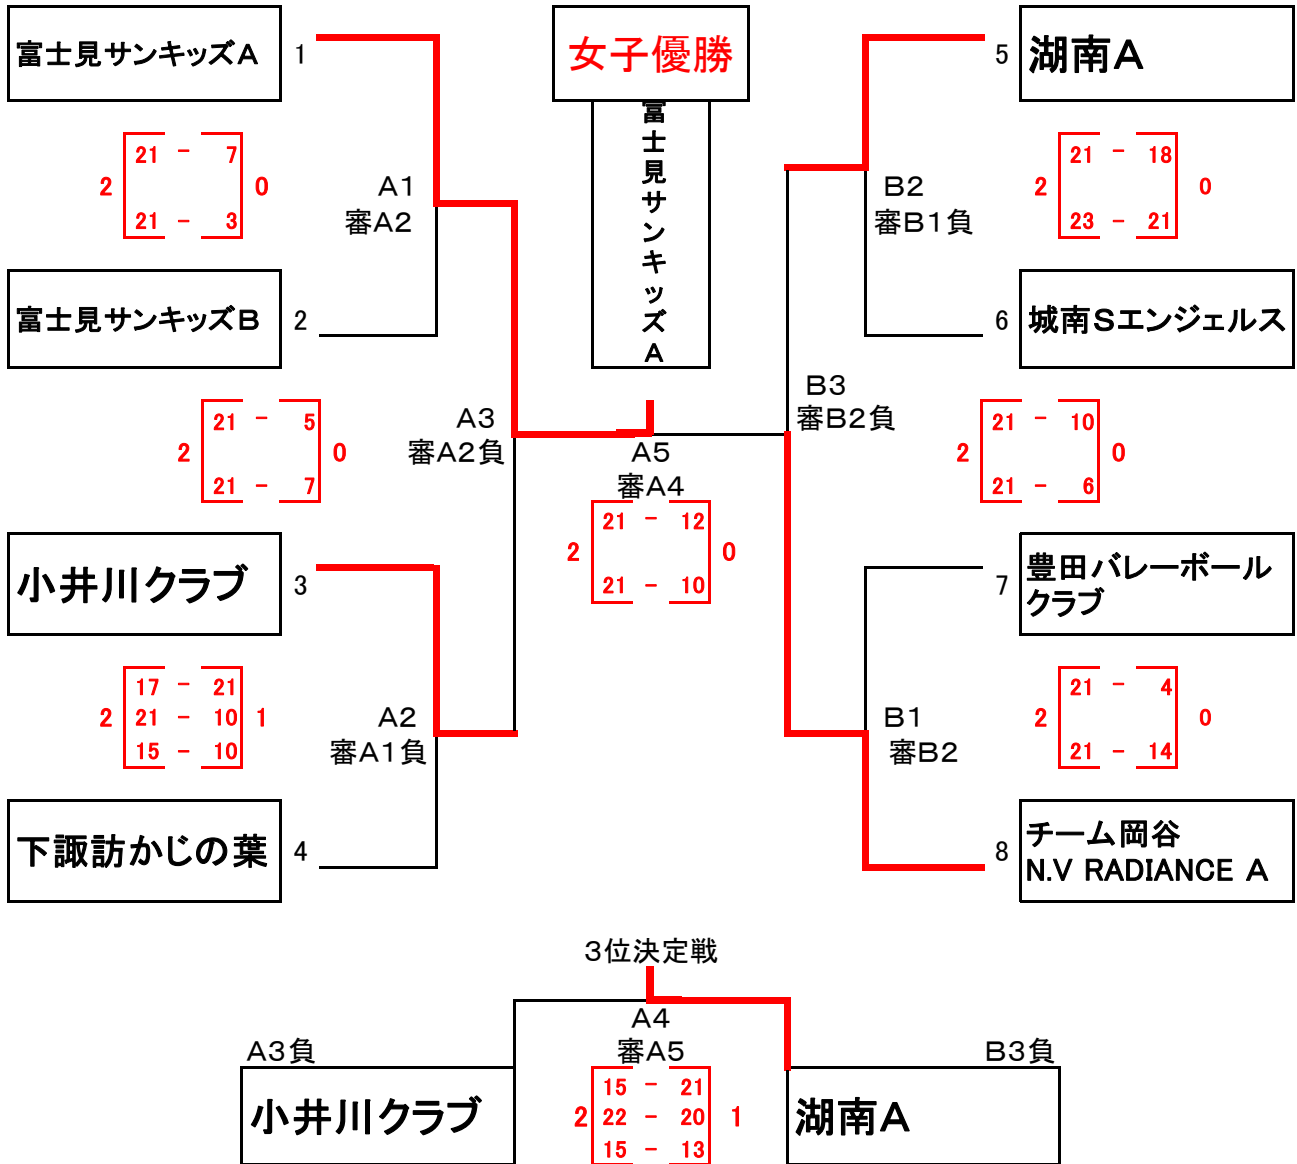 富士見サンキッズA
1
女子優勝
5
湖南A
富士見サンキッズA
21 - 7
2 0
21 - 3
A1
審A2
B2
審B1負
21 - 18
2 0
23 - 21
富士見サンキッズB
2
6
城南Sエンジェルス
21 - 5
2 0
21 - 7
A3
審A2負
B3
審B2負
A5
審A4
21 - 10
2 0
21 - 6
21 - 12
2 0
21 - 10
小井川クラブ
3
7
豊田バレーボール
クラブ
17 - 21
2 21 - 10 1
15 - 10
A2
審A1負
B1
審B2
21 - 4
2 0
21 - 14
下諏訪かじの葉
4
8
チーム岡谷
N.V RADIANCE A
3位決定戦
A4
審A5
A3負
B3負
小井川クラブ
15 - 21
2 22 - 20 1
15 - 13
湖南A